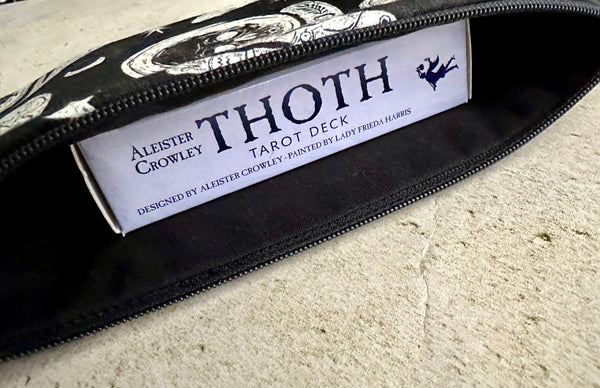 ALEISTER
CROWLEY
THOTH
TAROT DECK
DESIGNED BY ALEISTER CROWLEY · PAINTED BY LADY FRIEDA HARRIS